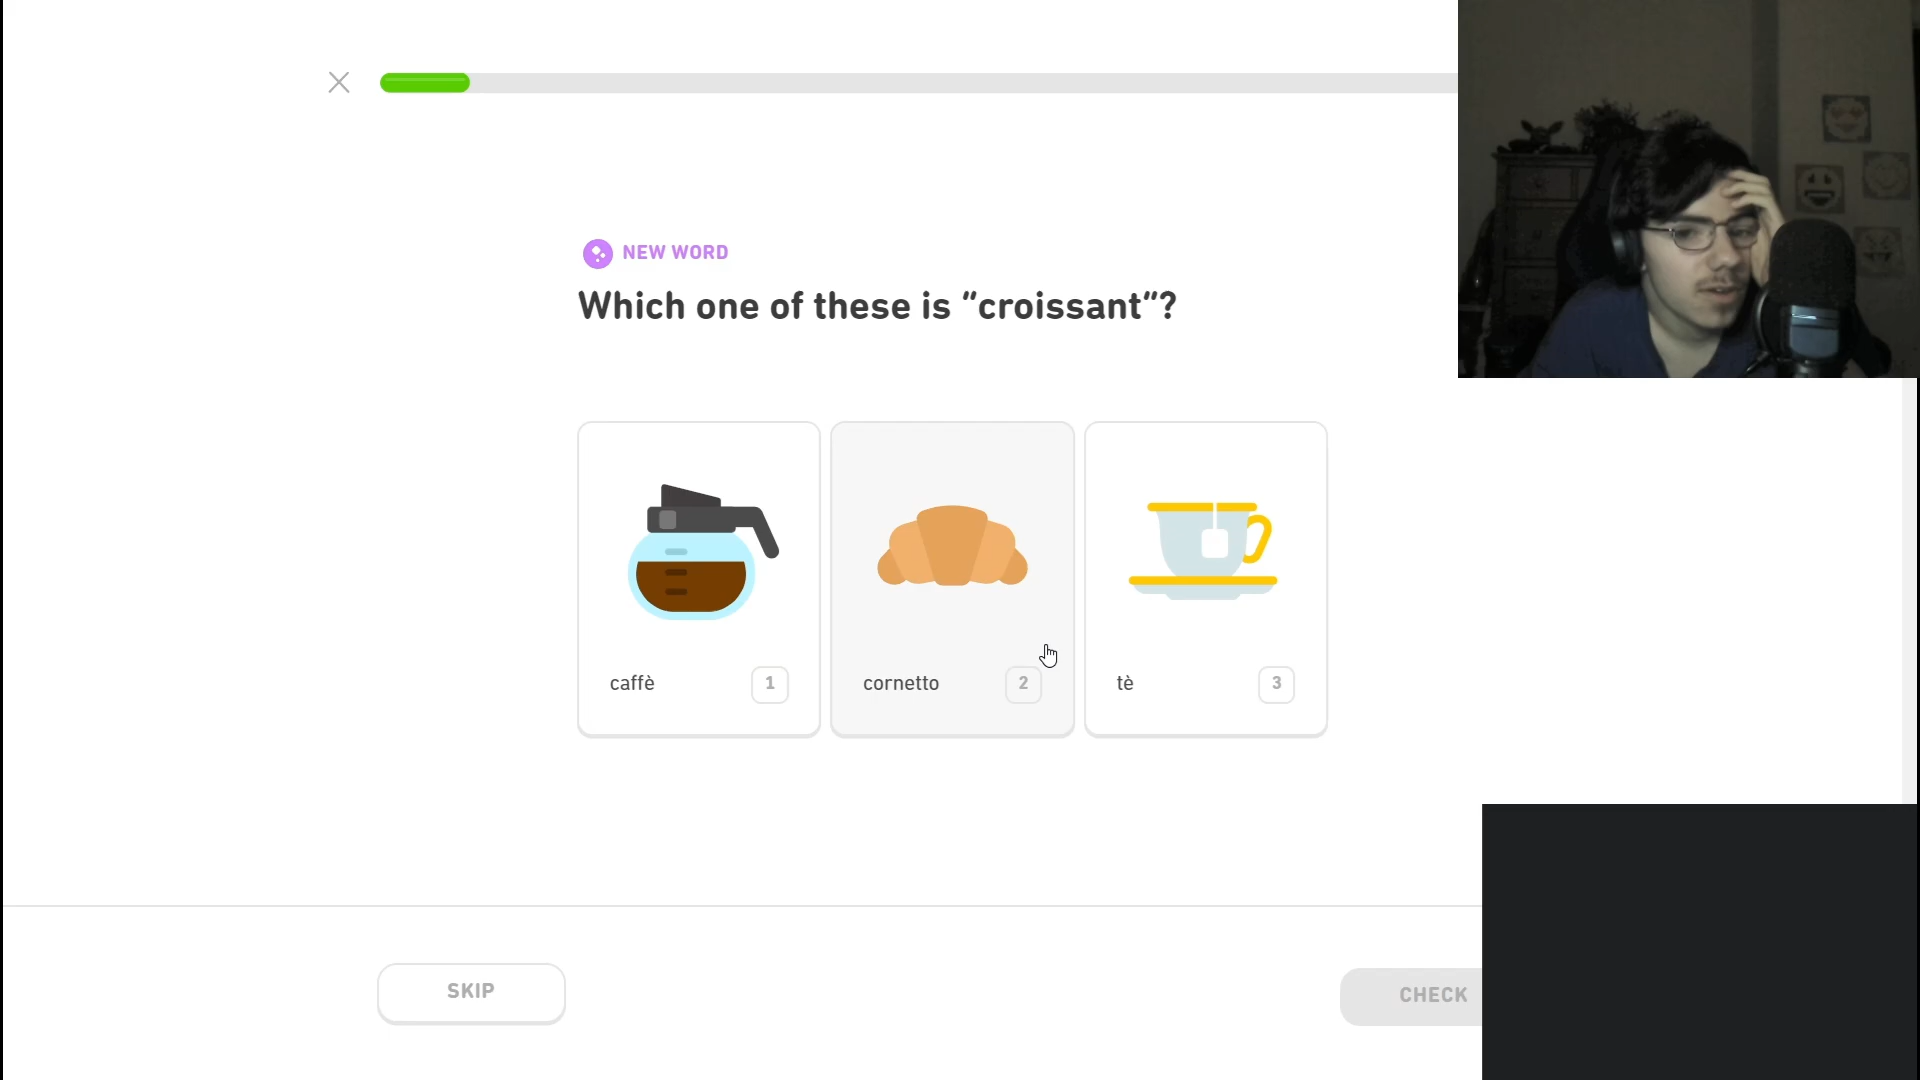 NEW WORD
Which one of these is "croissant"?
caffè 1
cornetto 2
tè 3
SKIP
CHECK